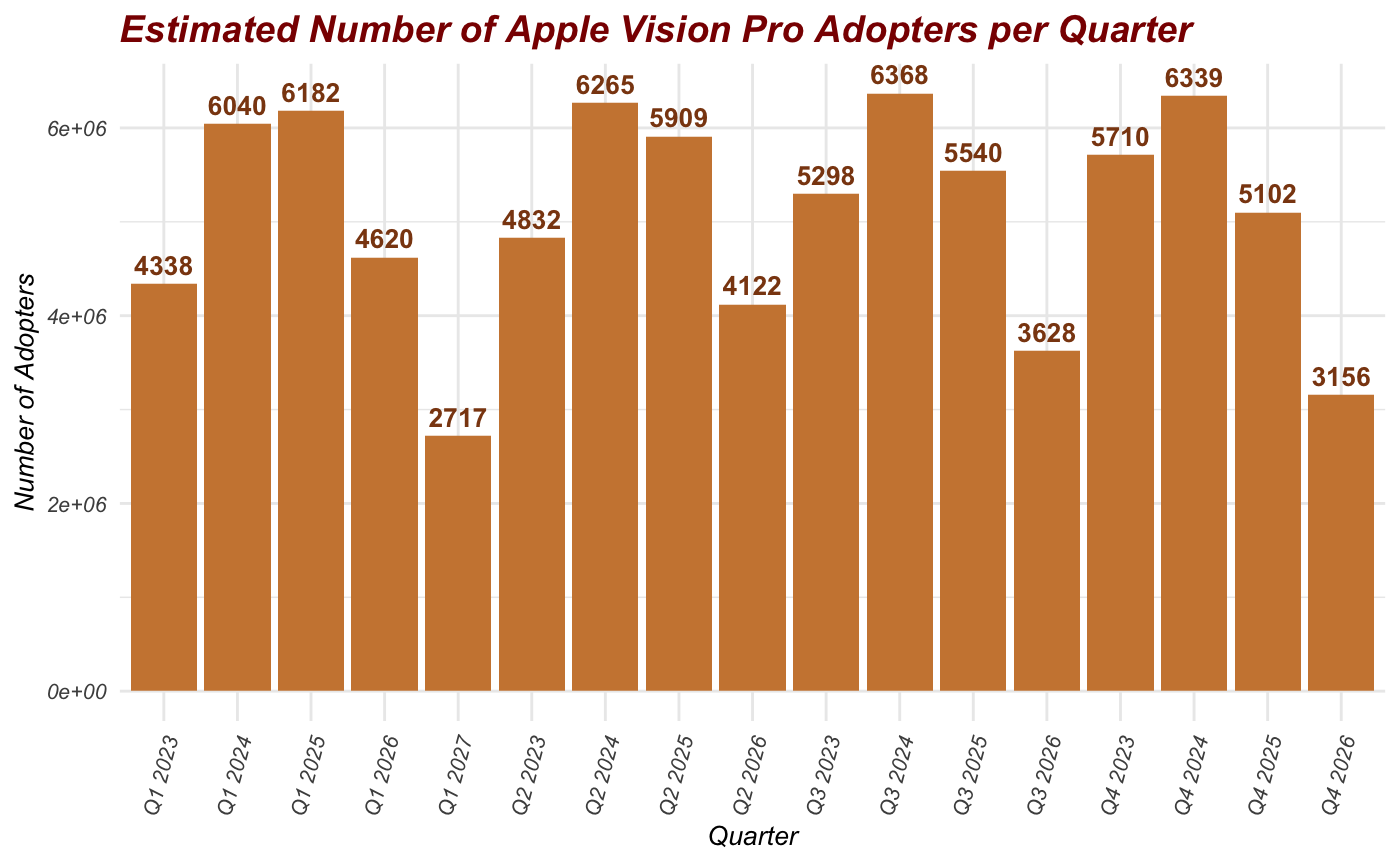 Estimated Number of Apple Vision Pro Adopters per Quarter
Number of Adopters
6e+06
4e+06
2e+06
0e+00
4338
6040
6182
4620
2717
4832
6265
5909
4122
5298
6368
5540
3628
5710
6339
5102
3156
Q1 2023
Q1 2024
Q1 2025
Q1 2026
Q1 2027
Q2 2023
Q2 2024
Q2 2025
Q2 2026
Q3 2023
Q3 2024
Q3 2025
Q3 2026
Q4 2023
Q4 2024
Q4 2025
Q4 2026
Quarter